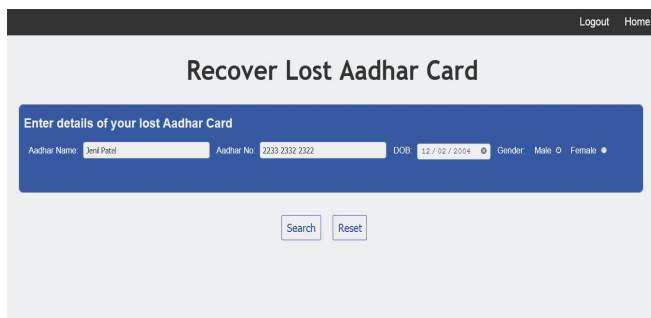 Logout Home
Recover Lost Aadhar Card
Enter details of your lost Aadhar Card
Aadhar Name: Jenil Patel Aadhar No: 2233 2332 2322 DOB: 12 / 02 / 2004 Gender: Male Female
Search Reset